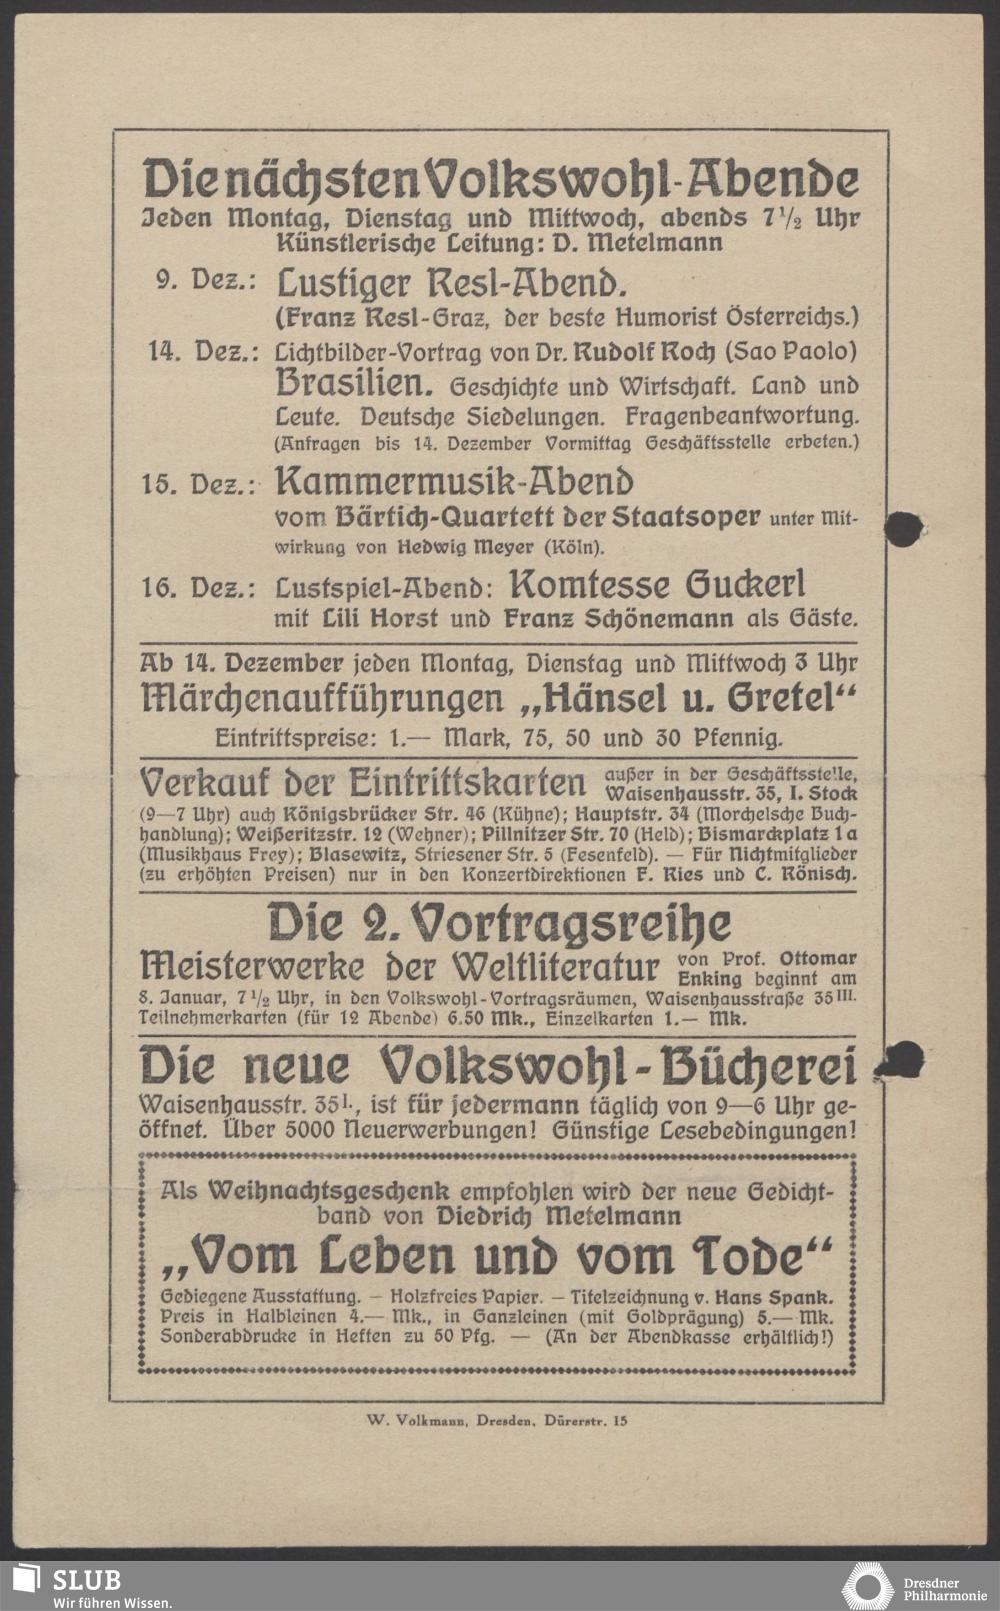 Die nächsten Volkswohl-Abende
Jeden Montag, Dienstag und Mittwoch, abends 7½ Uhr
Künstlerische Leitung: D. Metelmann
9. Dez.: Lustiger Resl-Abend.
(Franz Resl-Graz, der beste Humorist Österreichs.)
14. Dez.: Lichtbilder-Vortrag von Dr. Rudolf Koch (Sao Paolo)
Brasilien. Geschichte und Wirtschaft. Land und
Leute. Deutsche Siedelungen. Fragenbeantwortung.
(Anfragen bis 14. Dezember Vormittag Geschäftsstelle erbeten.)
15. Dez.: Kammermusik-Abend
vom Bärtich-Quartett der Staatsoper unter Mit-
wirkung von Hedwig Meyer (Köln).
16. Dez.: Lustspiel-Abend: Komtesse Guckerl
mit Lili Horst und Franz Schönemann als Gäste.
Ab 14. Dezember jeden Montag, Dienstag und Mittwoch 3 Uhr
Märchenaufführungen „Hänsel u. Gretel“
Eintrittspreise: 1.— Mark, 75, 50 und 30 Pfennig.
Verkauf der Eintrittskarten außer in der Geschäftsstelle,
Waisenhausstr. 35, I. Stock
(9—7 Uhr) auch Königsbrücker Str. 46 (Kühne); Hauptstr. 34 (Morchelsche Buch-
handlung); Weißeritzstr. 12 (Wehner); Pillnitzer Str. 70 (Held); Bismarckplatz 1a
(Musikhaus Frey); Blasewitz, Striesener Str. 5 (Fesenfeld). — Für Nichtmitglieder
(zu erhöhten Preisen) nur in den Konzertdirektionen F. Ries und C. Rönisch.
Die 2. Vortragsreihe
Meisterwerke der Weltliteratur von Prof. Ottomar
Enking beginnt am
8. Januar, 7½ Uhr, in den Volkswohl-Vortragsräumen, Waisenhausstraße 35 III.
Teilnehmerkarten (für 12 Abende) 6.50 Mk., Einzelkarten 1.— Mk.
Die neue Volkswohl-Bücherei
Waisenhausstr. 35 I., ist für jedermann täglich von 9—6 Uhr ge-
öffnet. Über 5000 Neuerwerbungen! Günstige Lesebedingungen!
Als Weihnachtsgeschenk empfohlen wird der neue Gedicht-
band von Diedrich Metelmann
„Vom Leben und vom Tode“
Gediegene Ausstattung. — Holzfreies Papier. — Titelzeichnung v. Hans Spank.
Preis in Halbleinen 4.— Mk., in Ganzleinen (mit Goldprägung) 5.— Mk.
Sonderabdrucke in Heften zu 50 Pfg. — (An der Abendkasse erhältlich!)
W. Volkmann, Dresden, Dürerstr. 15
SLUB
Wir führen Wissen.
Dresdner
Philharmonie